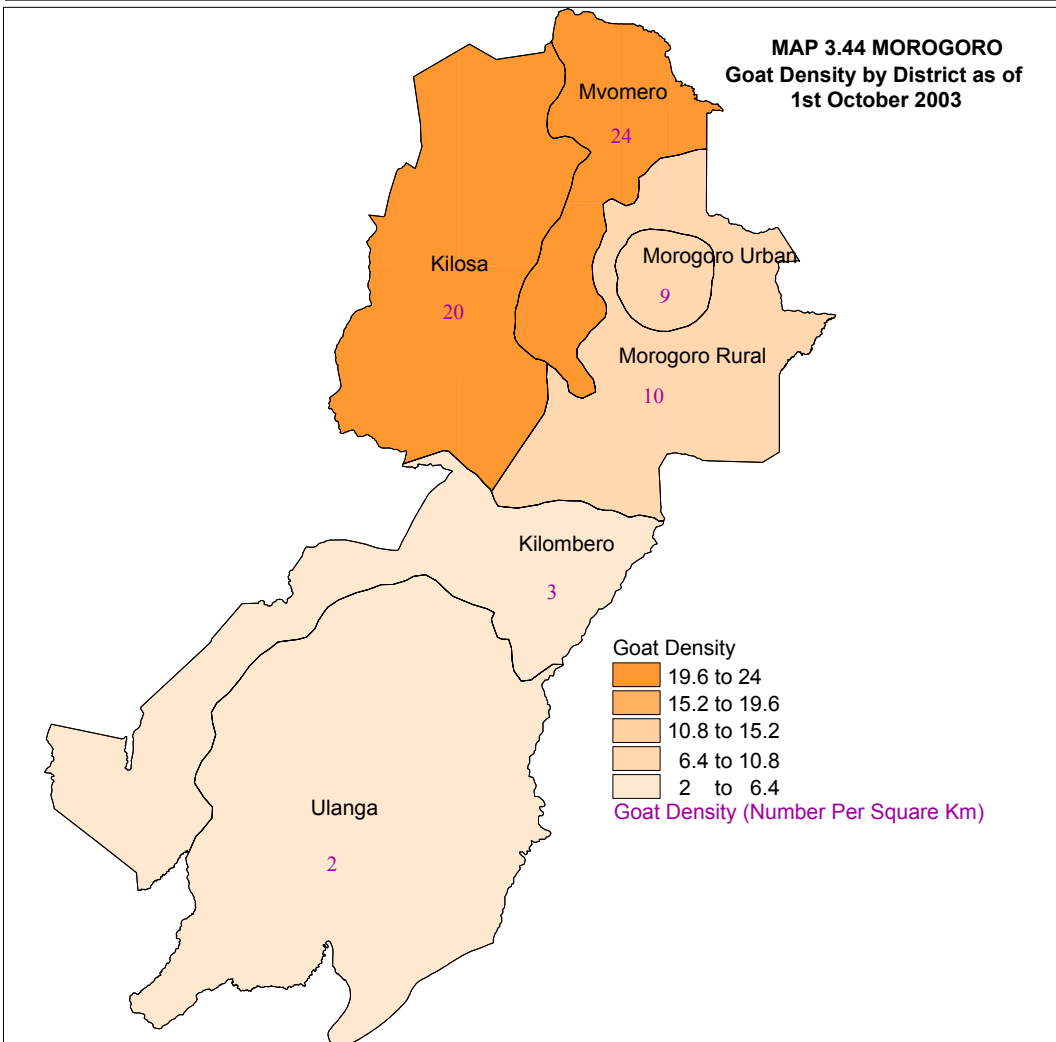 MAP 3.44 MOROGORO
Goat Density by District as of
1st October 2003
Mvomero
24
Kilosa
20
Morogoro Urban
9
Morogoro Rural
10
Kilombero
3
Ulanga
2
Goat Density
19.6 to 24
15.2 to 19.6
10.8 to 15.2
6.4 to 10.8
2 to 6.4
Goat Density (Number Per Square Km)